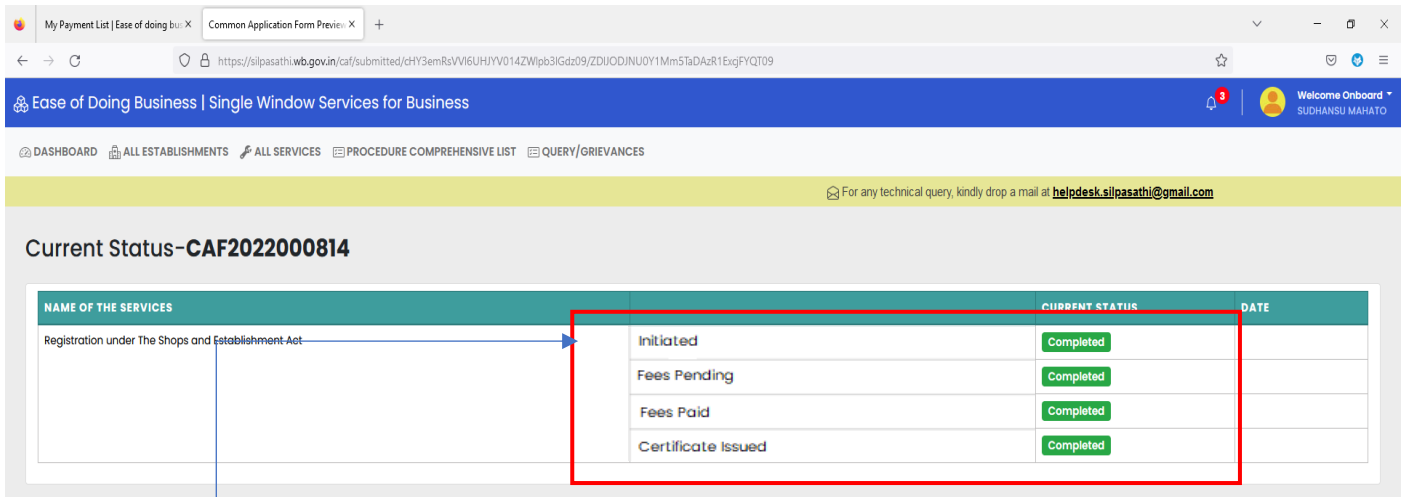 My Payment List | Ease of doing bus
Common Application Form Preview
https://silpasathi.wb.gov.in/caf/submitted/
Ease of Doing Business | Single Window Services for Business
3
Welcome Onboard
SUDHANSU MAHATO
DASHBOARD ALL ESTABLISHMENTS ALL SERVICES PROCEDURE COMPREHENSIVE LIST QUERY/GRIEVANCES
For any technical query, kindly drop a mail at helpdesk.silpasathi@gmail.com
Current Status-CAF2022000814
NAME OF THE SERVICES CURRENT STATUS DATE
Registration under The Shops and Establishment Act Initiated Completed
Fees Pending Completed
Fees Paid Completed
Certificate Issued Completed